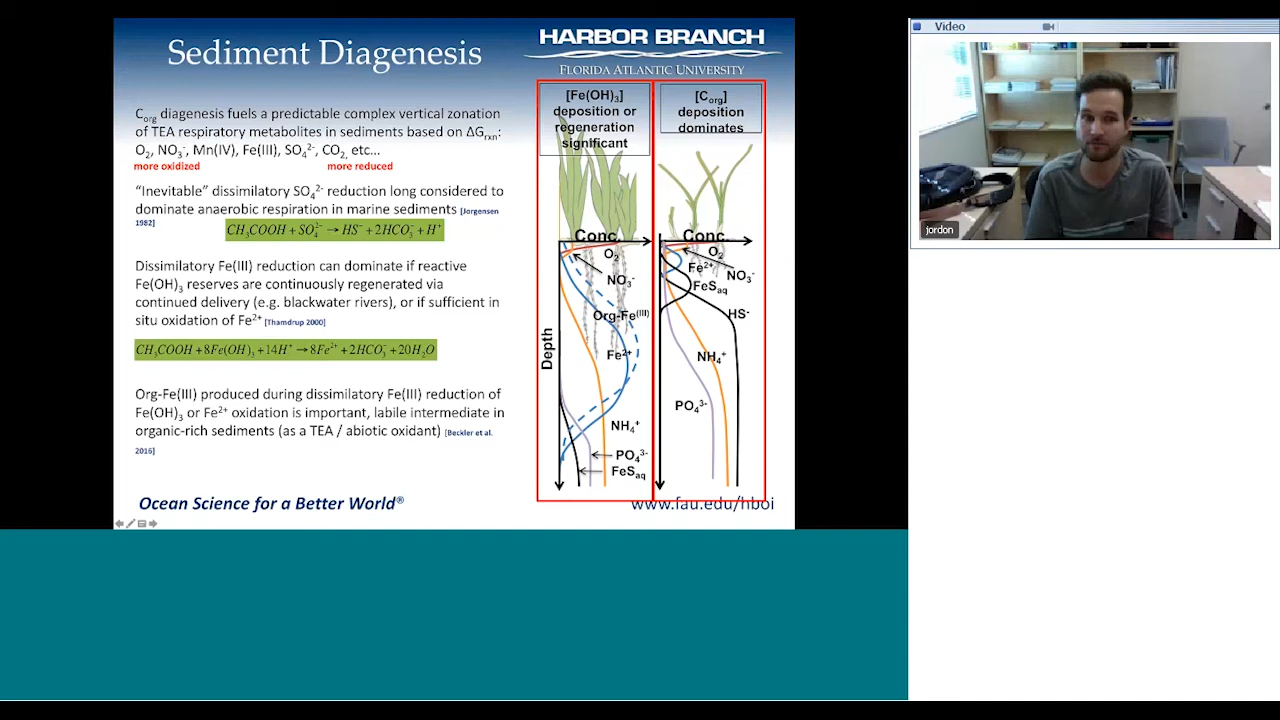 Sediment Diagenesis
HARBOR BRANCH
FLORIDA ATLANTIC UNIVERSITY
C_org diagenesis fuels a predictable complex vertical zonation
of TEA respiratory metabolites in sediments based on ΔG_rxn:
O₂, NO₃⁻, Mn(IV), Fe(III), SO₄²⁻, CO₂, etc...
more oxidized more reduced
“Inevitable” dissimilatory SO₄²⁻ reduction long considered to
dominate anaerobic respiration in marine sediments [Jorgensen
1982]
CH₃COOH + SO₄²⁻ → HS⁻ + 2HCO₃⁻ + H⁺
Dissimilatory Fe(III) reduction can dominate if reactive
Fe(OH)₃ reserves are continuously regenerated via
continued delivery (e.g. blackwater rivers), or if sufficient in
situ oxidation of Fe²⁺ [Thamdrup 2000]
CH₃COOH + 8Fe(OH)₃ + 14H⁺ → 8Fe²⁺ + 2HCO₃⁻ + 20H₂O
Org-Fe(III) produced during dissimilatory Fe(III) reduction of
Fe(OH)₃ or Fe²⁺ oxidation is important, labile intermediate in
organic-rich sediments (as a TEA / abiotic oxidant) [Beckler et al.
2016]
[Fe(OH)₃]
deposition or
regeneration
significant
Conc.
O₂
NO₃⁻
Org-Fe(III)
Fe²⁺
Depth
NH₄⁺
PO₄³⁻
FeS_aq
[C_org]
deposition
dominates
Conc.
O₂
Fe²⁺
NO₃⁻
FeS_aq
HS⁻
NH₄⁺
PO₄³⁻
Ocean Science for a Better World®
www.fau.edu/hboi
Video
jordon